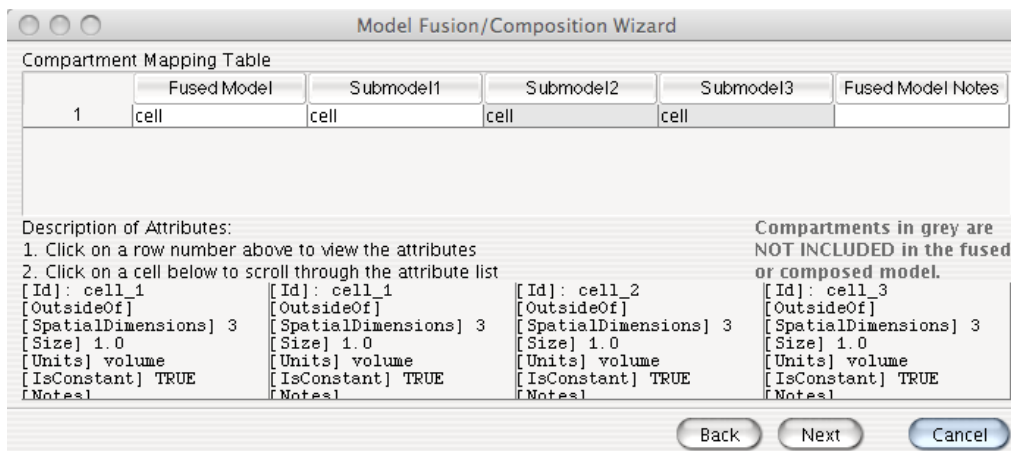 Model Fusion/Composition Wizard
Compartment Mapping Table
Fused Model Submodel1 Submodel2 Submodel3 Fused Model Notes
1 cell cell cell cell
Description of Attributes:
1. Click on a row number above to view the attributes
2. Click on a cell below to scroll through the attribute list
Compartments in grey are
NOT INCLUDED in the fused
or composed model.
[Id]: cell_1 [Id]: cell_1 [Id]: cell_2 [Id]: cell_3
[OutsideOf] [OutsideOf] [OutsideOf] [OutsideOf]
[SpatialDimensions] 3 [SpatialDimensions] 3 [SpatialDimensions] 3 [SpatialDimensions] 3
[Size] 1.0 [Size] 1.0 [Size] 1.0 [Size] 1.0
[Units] volume [Units] volume [Units] volume [Units] volume
[IsConstant] TRUE [IsConstant] TRUE [IsConstant] TRUE [IsConstant] TRUE
[Notes] [Notes] [Notes] [Notes]
Back Next Cancel